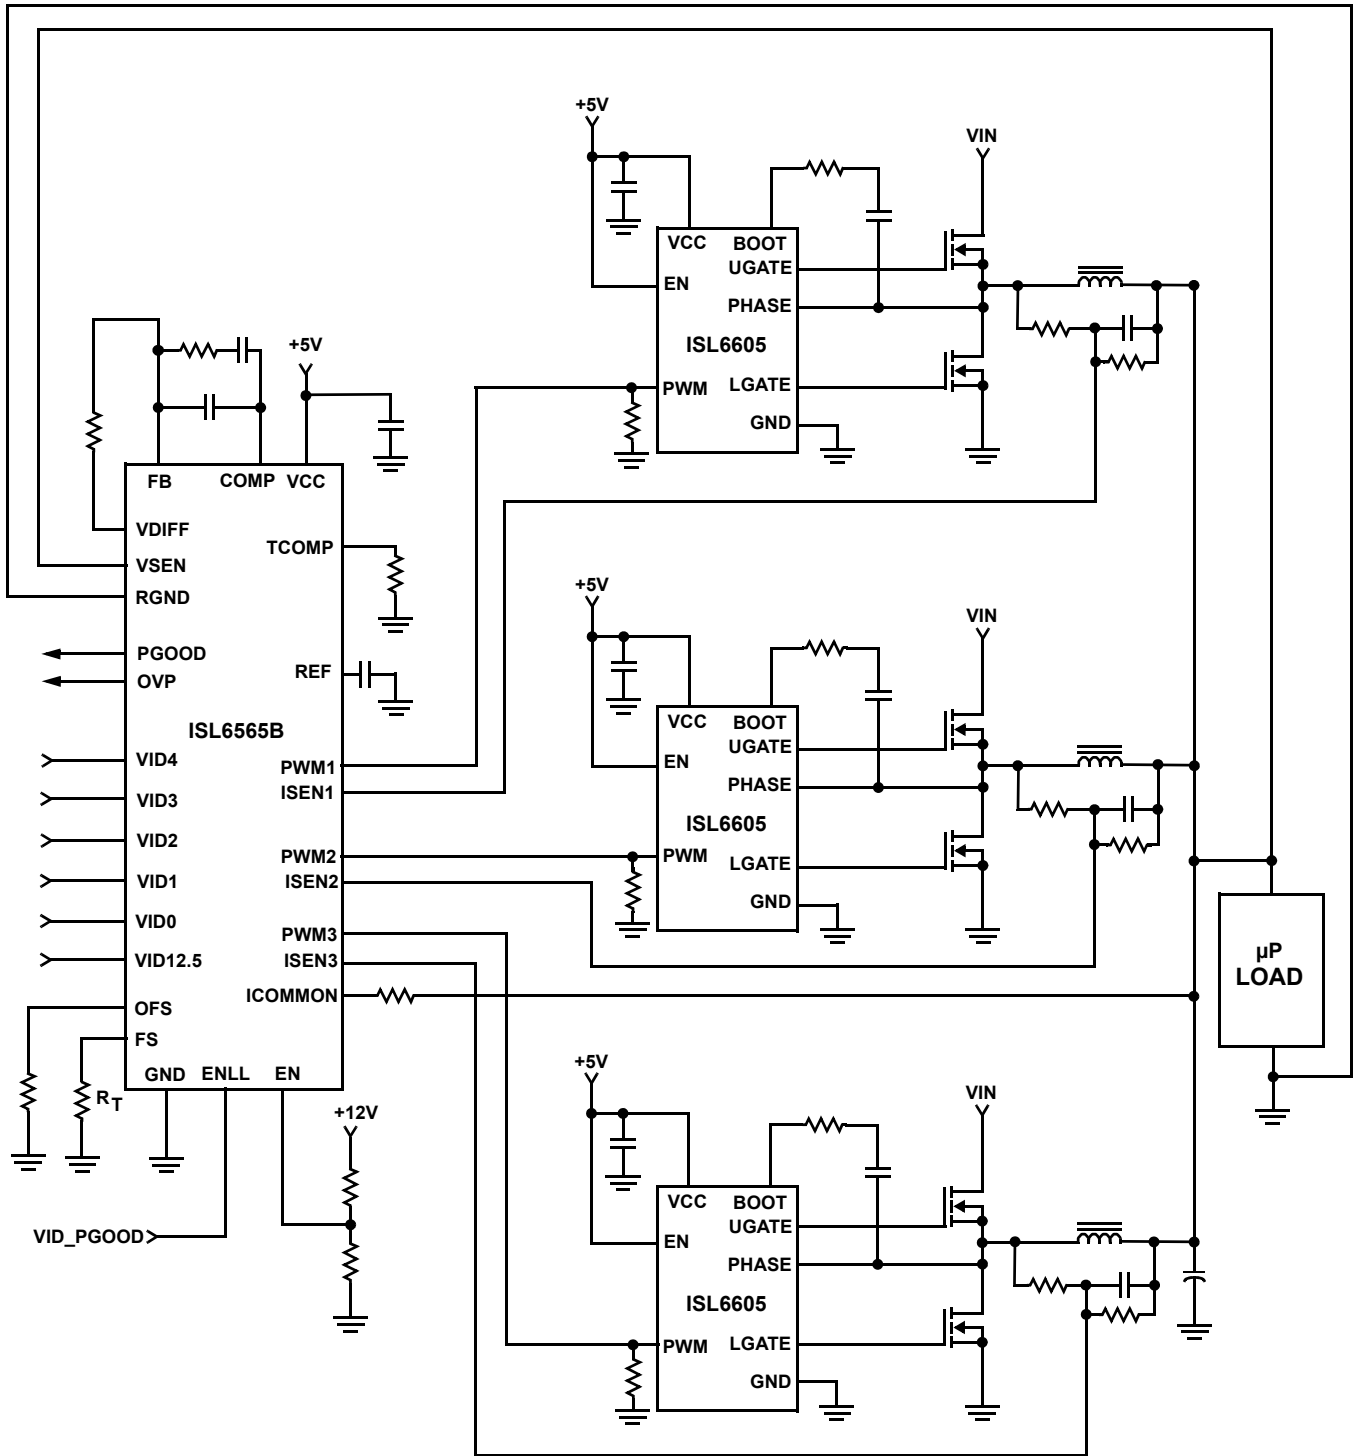 +5V
VIN
VCC
BOOT
UGATE
EN
PHASE
ISL6605
PWM
LGATE
GND
+5V
FB
COMP
VCC
VDIFF
TCOMP
VSEN
RGND
PGOOD
REF
OVP
ISL6565B
VID4
PWM1
ISEN1
VID3
VID2
PWM2
VID1
ISEN2
VID0
PWM3
VID12.5
ISEN3
ICOMMON
OFS
FS
GND
ENLL
EN
RT
+12V
VID_PGOOD
+5V
VIN
VCC
BOOT
UGATE
EN
PHASE
ISL6605
PWM
LGATE
GND
µP
LOAD
+5V
VIN
VCC
BOOT
UGATE
EN
PHASE
ISL6605
PWM
LGATE
GND